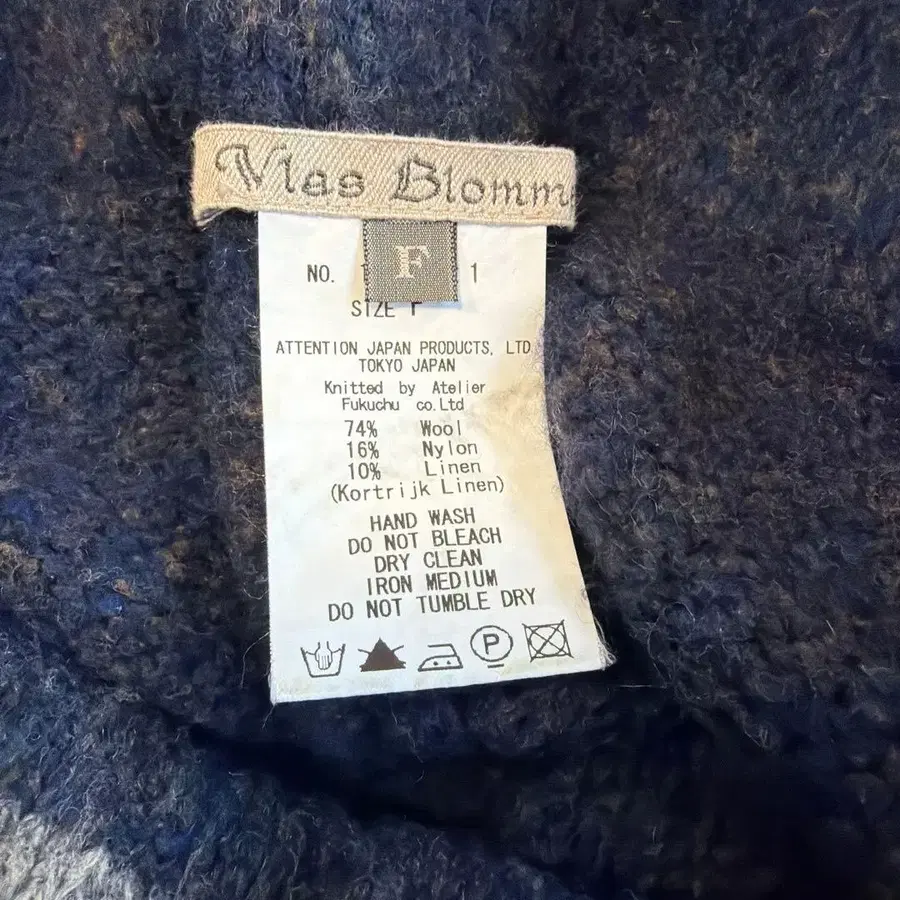 Vlas Blomm
F
NO. 1
SIZE F
ATTENTION JAPAN PRODUCTS, LTD
TOKYO JAPAN
Knitted by Atelier
Fukuchu co.Ltd
74% Wool
16% Nylon
10% Linen
(Kortrijk Linen)
HAND WASH
DO NOT BLEACH
DRY CLEAN
IRON MEDIUM
DO NOT TUMBLE DRY
P